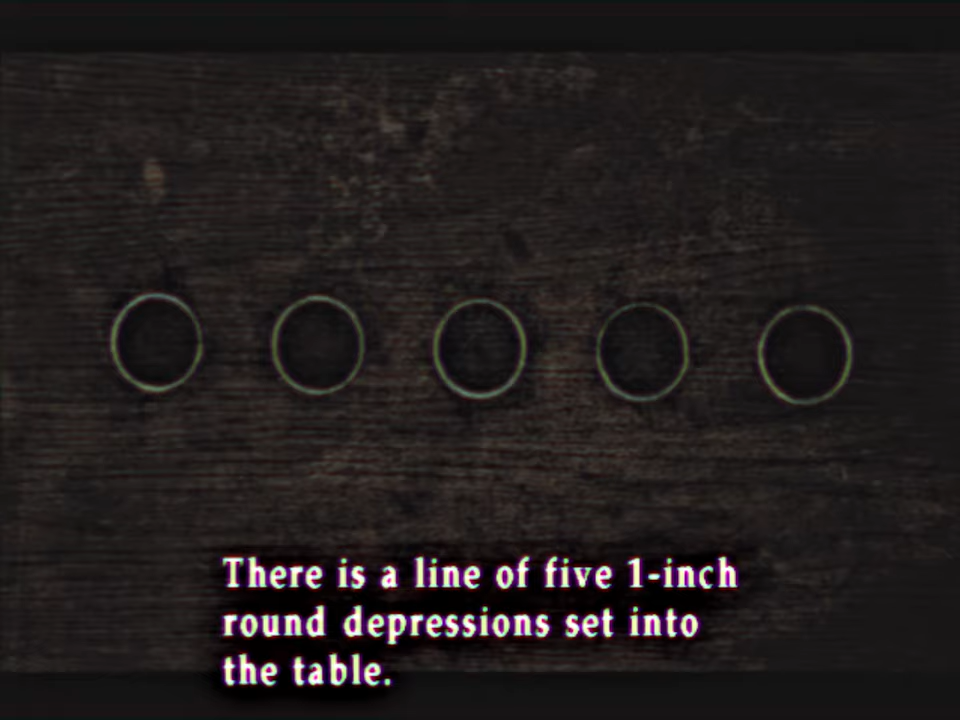 There is a line of five 1-inch
round depressions set into
the table.